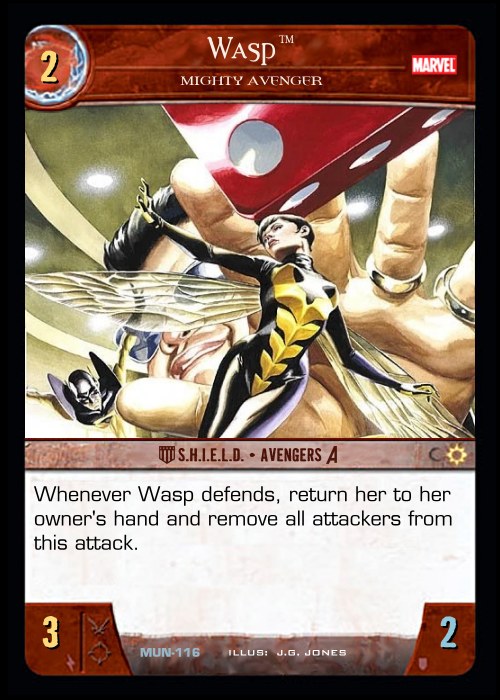 2
Wasp™
MIGHTY AVENGER
MARVEL
S.H.I.E.L.D. • AVENGERS A
C
Whenever Wasp defends, return her to her
owner's hand and remove all attackers from
this attack.
3
MUN-116 ILLUS: J.G. JONES
2